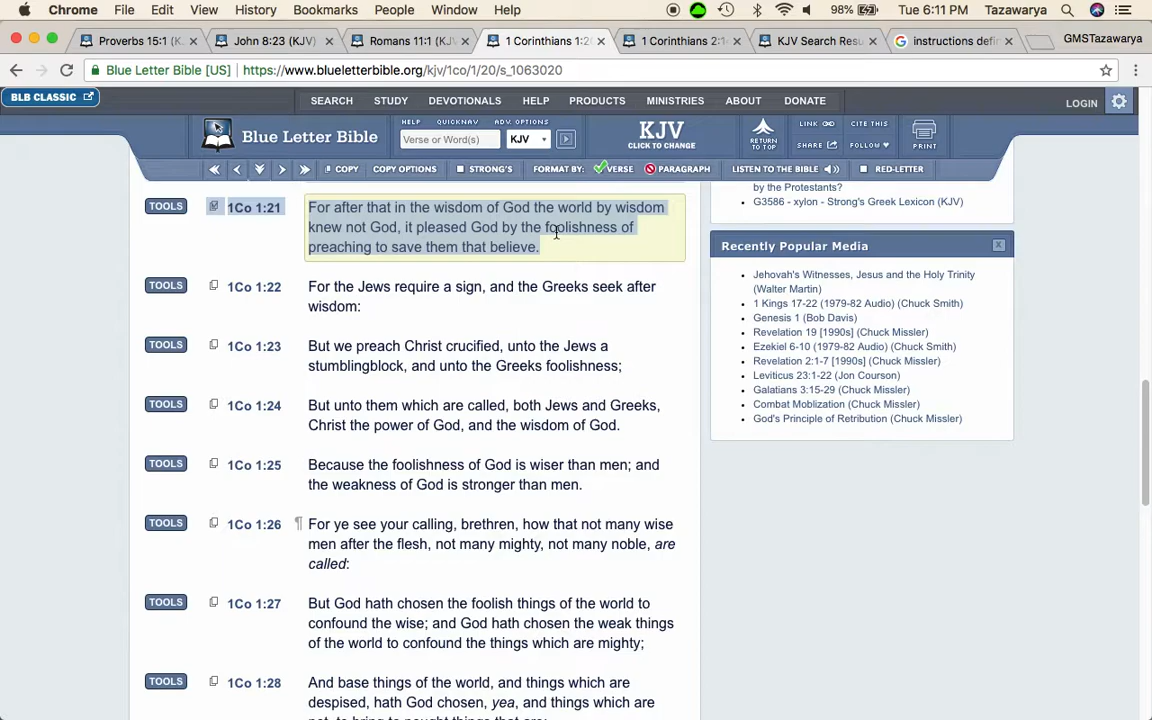 Chrome File Edit View History Bookmarks People Window Help 98% Tue 6:11 PM Tazawarya
Proverbs 15:1 (KJV) × John 8:23 (KJV) × Romans 11:1 (KJV) × 1 Corinthians 1:2 × 1 Corinthians 2:1 × KJV Search Resu × instructions defin × GMSTazawarya
Blue Letter Bible [US] https://www.blueletterbible.org/kjv/1co/1/20/s_1063020
BLB CLASSIC SEARCH STUDY DEVOTIONALS HELP PRODUCTS MINISTRIES ABOUT DONATE LOGIN
HELP QUICKNAV ADV. OPTIONS
Blue Letter Bible Verse or Word(s) KJV
KJV
CLICK TO CHANGE
RETURN TO TOP
LINK CITE THIS
SHARE FOLLOW
PRINT
COPY COPY OPTIONS STRONG'S FORMAT BY: VERSE PARAGRAPH LISTEN TO THE BIBLE RED-LETTER
TOOLS 1Co 1:21 For after that in the wisdom of God the world by wisdom
knew not God, it pleased God by the foolishness of
preaching to save them that believe.
TOOLS 1Co 1:22 For the Jews require a sign, and the Greeks seek after
wisdom:
TOOLS 1Co 1:23 But we preach Christ crucified, unto the Jews a
stumblingblock, and unto the Greeks foolishness;
TOOLS 1Co 1:24 But unto them which are called, both Jews and Greeks,
Christ the power of God, and the wisdom of God.
TOOLS 1Co 1:25 Because the foolishness of God is wiser than men; and
the weakness of God is stronger than men.
TOOLS 1Co 1:26 ¶ For ye see your calling, brethren, how that not many wise
men after the flesh, not many mighty, not many noble, are
called:
TOOLS 1Co 1:27 But God hath chosen the foolish things of the world to
confound the wise; and God hath chosen the weak things
of the world to confound the things which are mighty;
TOOLS 1Co 1:28 And base things of the world, and things which are
despised, hath God chosen, yea, and things which are
not, to bring to nought things that are:
by the Protestants?
G3586 - xylon - Strong's Greek Lexicon (KJV)
Recently Popular Media
Jehovah's Witnesses, Jesus and the Holy Trinity
(Walter Martin)
1 Kings 17-22 (1979-82 Audio) (Chuck Smith)
Genesis 1 (Bob Davis)
Revelation 19 [1990s] (Chuck Missler)
Ezekiel 6-10 (1979-82 Audio) (Chuck Smith)
Revelation 2:1-7 [1990s] (Chuck Missler)
Leviticus 23:1-22 (Jon Courson)
Galatians 3:15-29 (Chuck Missler)
Combat Moblization (Chuck Missler)
God's Principle of Retribution (Chuck Missler)